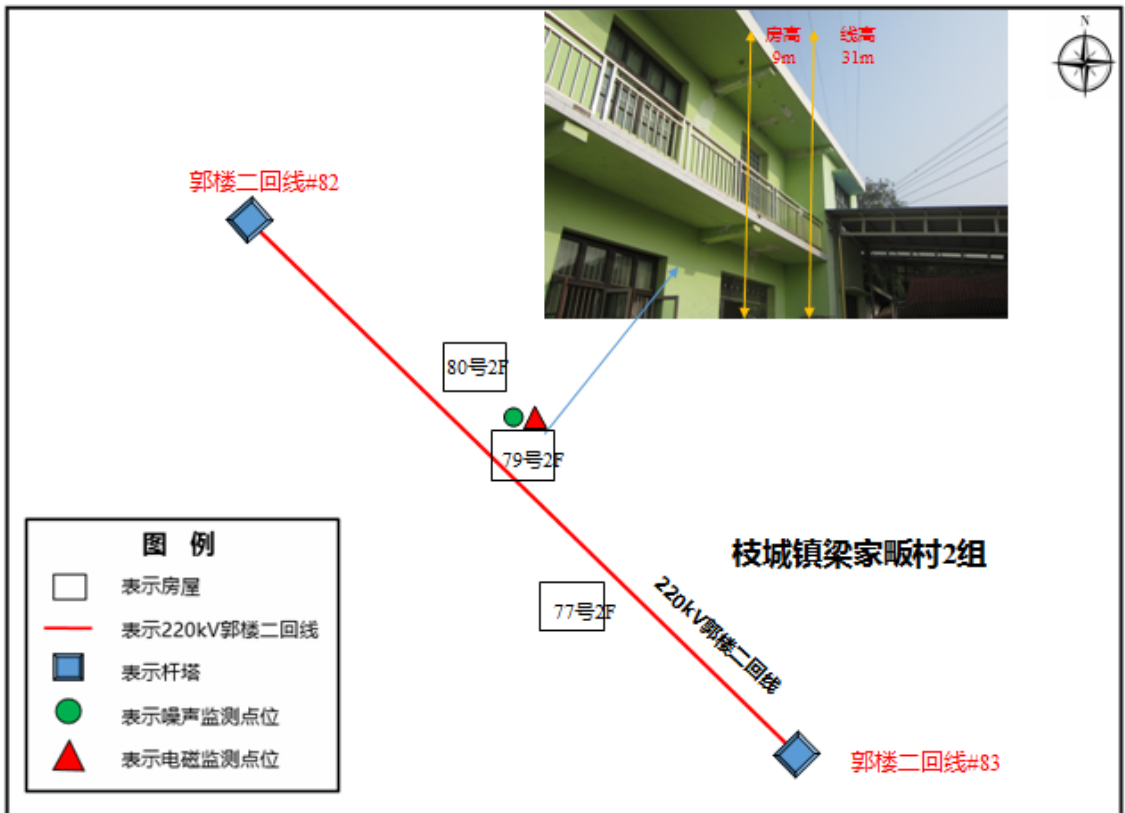 N
房高
9m
线高
31m
郭楼二回线#82
80号2F
79号2F
77号2F
枝城镇梁家畈村2组
220kV郭楼二回线
郭楼二回线#83
图 例
表示房屋
表示220kV郭楼二回线
表示杆塔
表示噪声监测点位
表示电磁监测点位